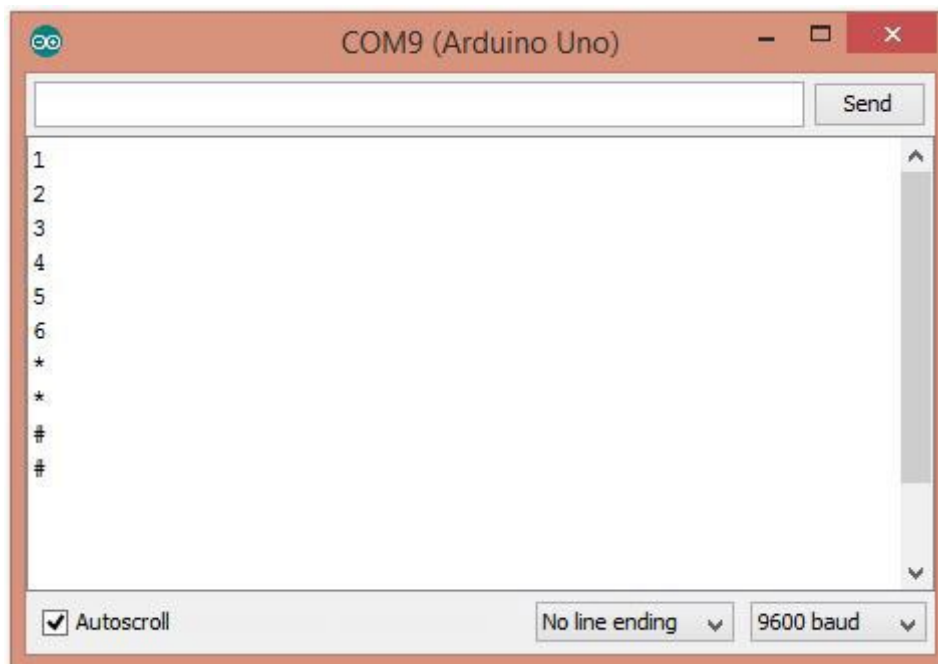 COM9 (Arduino Uno)
Send
1
2
3
4
5
6
*
*
#
#
Autoscroll
No line ending
9600 baud